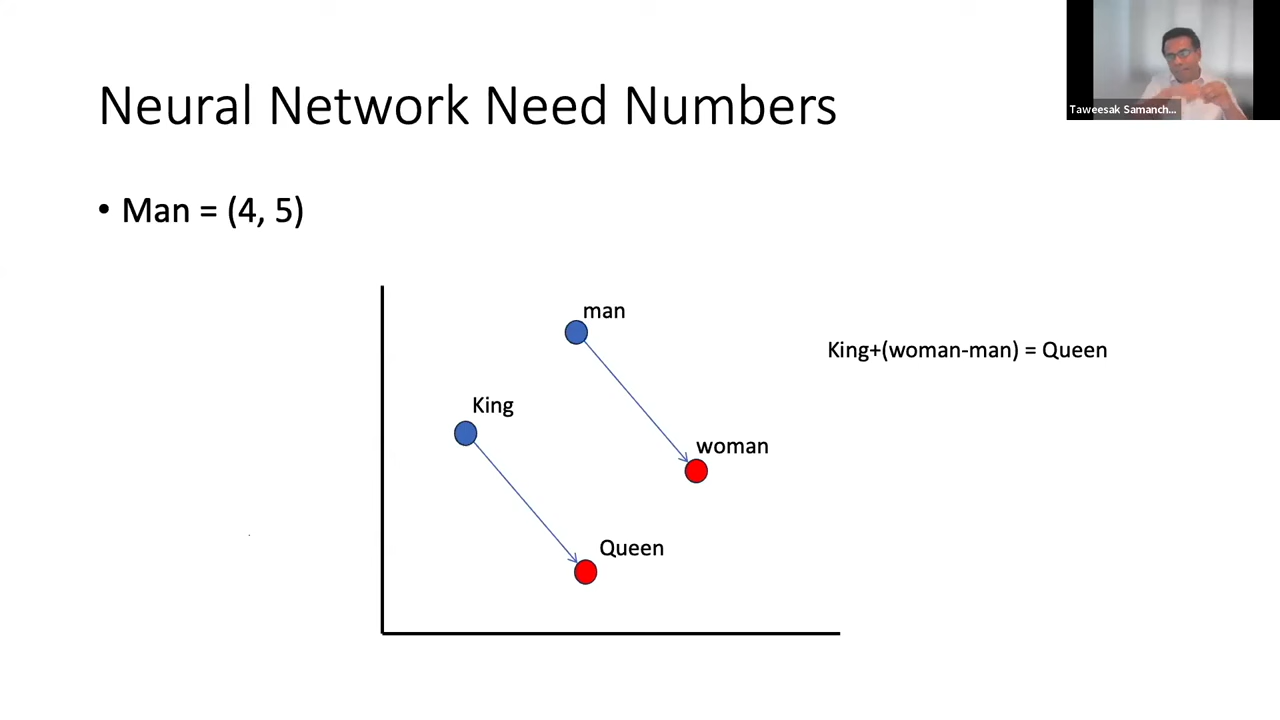 Taweesak Samanch...
Neural Network Need Numbers
• Man = (4, 5)
man
King+(woman-man) = Queen
King
woman
Queen